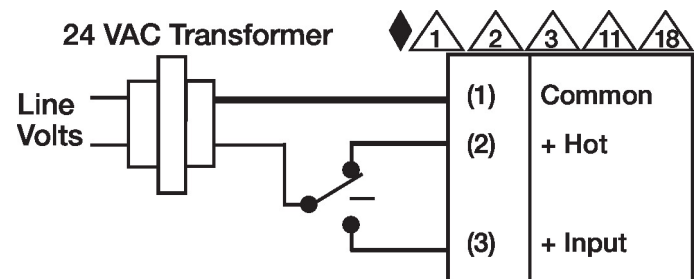 24 VAC Transformer
1 2 3 11 18
Line
Volts
(1) Common
(2) + Hot
(3) + Input